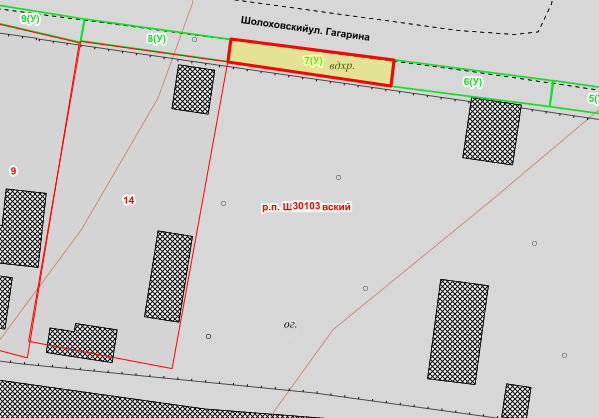 9(У)
Шолоховскийул. Гагарина
8(У)
7(У) вдхр.
6(У)
5(У
9
14
р.п. Ш30103вский
ог.